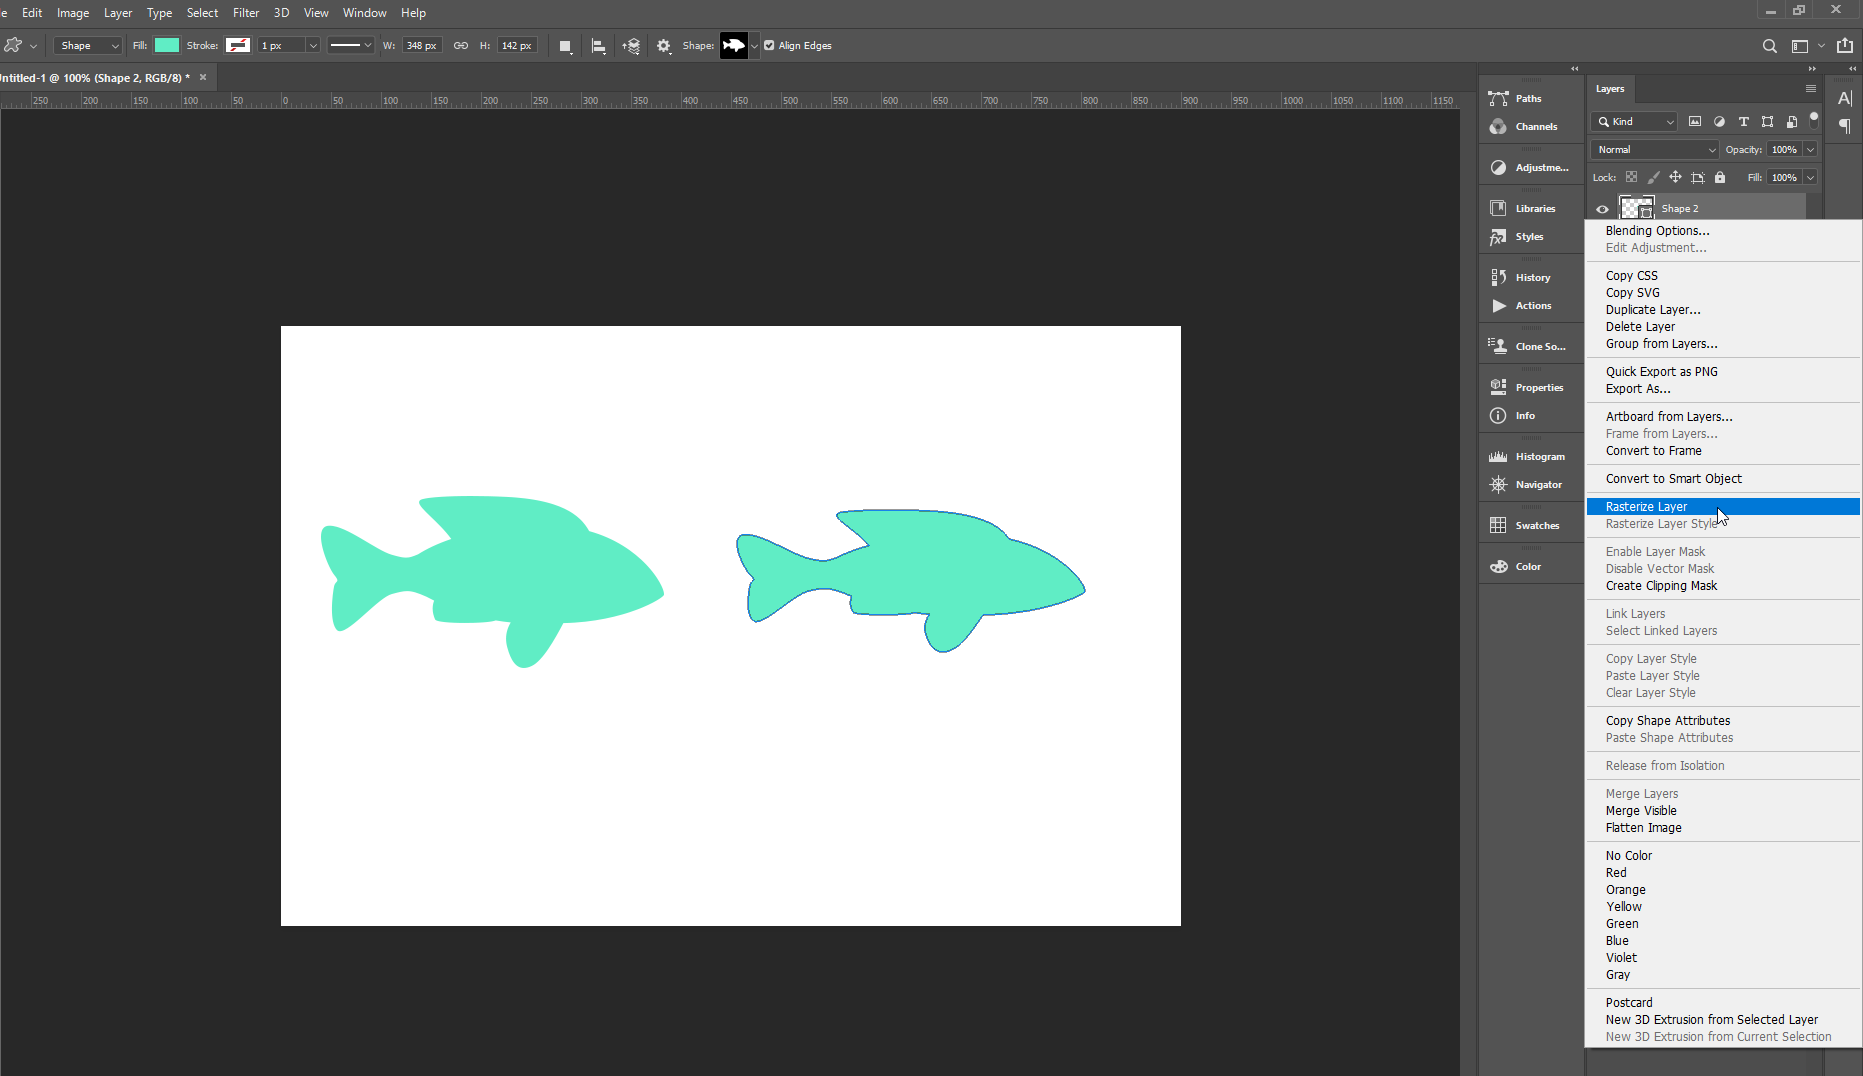 Edit Image Layer Type Select Filter 3D View Window Help
Shape Fill: Stroke: 1 px W: 348 px H: 142 px Shape: Align Edges
Untitled-1 @ 100% (Shape 2, RGB/8) * ×
250 200 150 100 50 0 50 100 150 200 250 300 350 400 450 500 550 600 650 700 750 800 850 900 950 1000 1050 1100 1150
Paths
Channels
Adjustme...
Libraries
Styles
History
Actions
Clone So...
Properties
Info
Histogram
Navigator
Swatches
Color
Layers
Kind
Normal Opacity: 100%
Lock: Fill: 100%
Shape 2
Blending Options...
Edit Adjustment...
Copy CSS
Copy SVG
Duplicate Layer...
Delete Layer
Group from Layers...
Quick Export as PNG
Export As...
Artboard from Layers...
Frame from Layers...
Convert to Frame
Convert to Smart Object
Rasterize Layer
Rasterize Layer Style
Enable Layer Mask
Disable Vector Mask
Create Clipping Mask
Link Layers
Select Linked Layers
Copy Layer Style
Paste Layer Style
Clear Layer Style
Copy Shape Attributes
Paste Shape Attributes
Release from Isolation
Merge Layers
Merge Visible
Flatten Image
No Color
Red
Orange
Yellow
Green
Blue
Violet
Gray
Postcard
New 3D Extrusion from Selected Layer
New 3D Extrusion from Current Selection